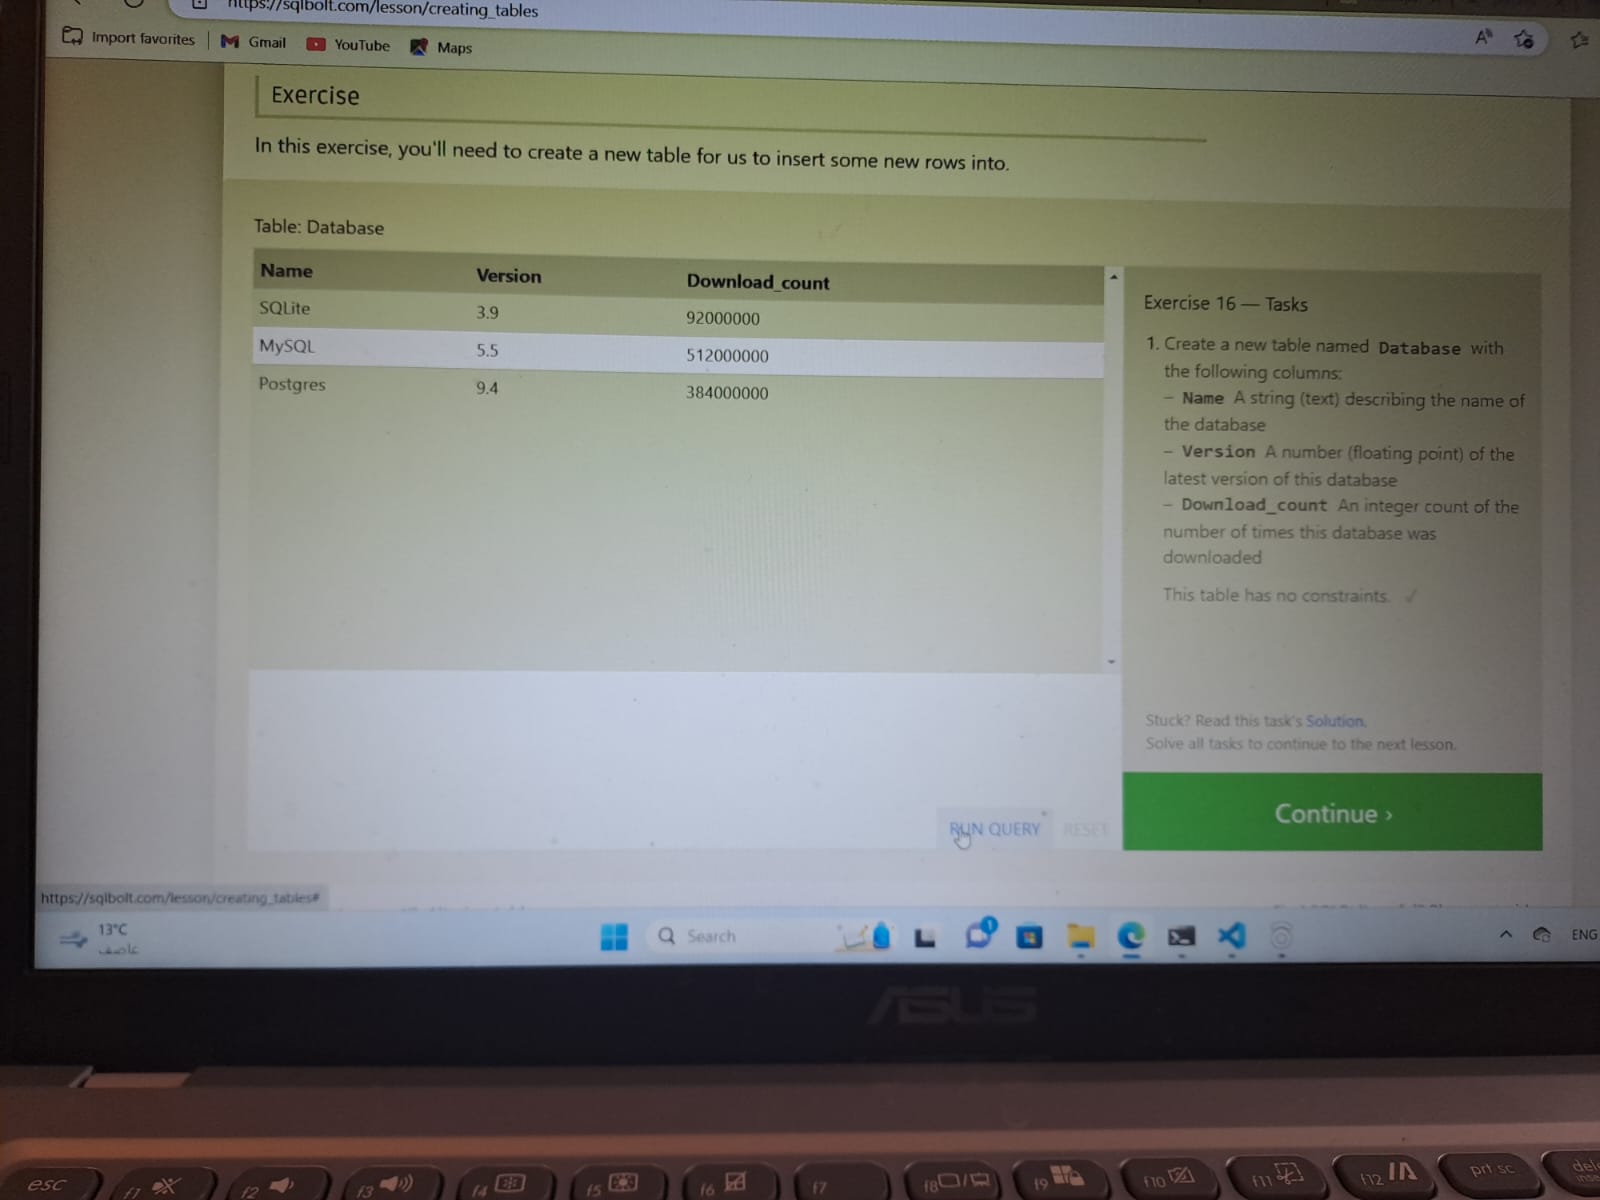 https://sqlbolt.com/lesson/creating_tables
Import favorites
Gmail
YouTube
Maps
Exercise
In this exercise, you'll need to create a new table for us to insert some new rows into.
Table: Database
Name Version Download_count
SQLite 3.9 92000000
MySQL 5.5 512000000
Postgres 9.4 384000000
Exercise 16 — Tasks
1. Create a new table named Database with
the following columns:
– Name A string (text) describing the name of
the database
– Version A number (floating point) of the
latest version of this database
– Download_count An integer count of the
number of times this database was
downloaded
This table has no constraints. ✓
Stuck? Read this task's Solution.
Solve all tasks to continue to the next lesson.
RUN QUERY RESET
Continue ›
https://sqlbolt.com/lesson/creating_tables#
13°C
عاصف
Search
1
ENG
ASUS
esc
f1
f2
f3
f4
f5
f6
f7
f8
f9
f10
f11
f12
prt sc